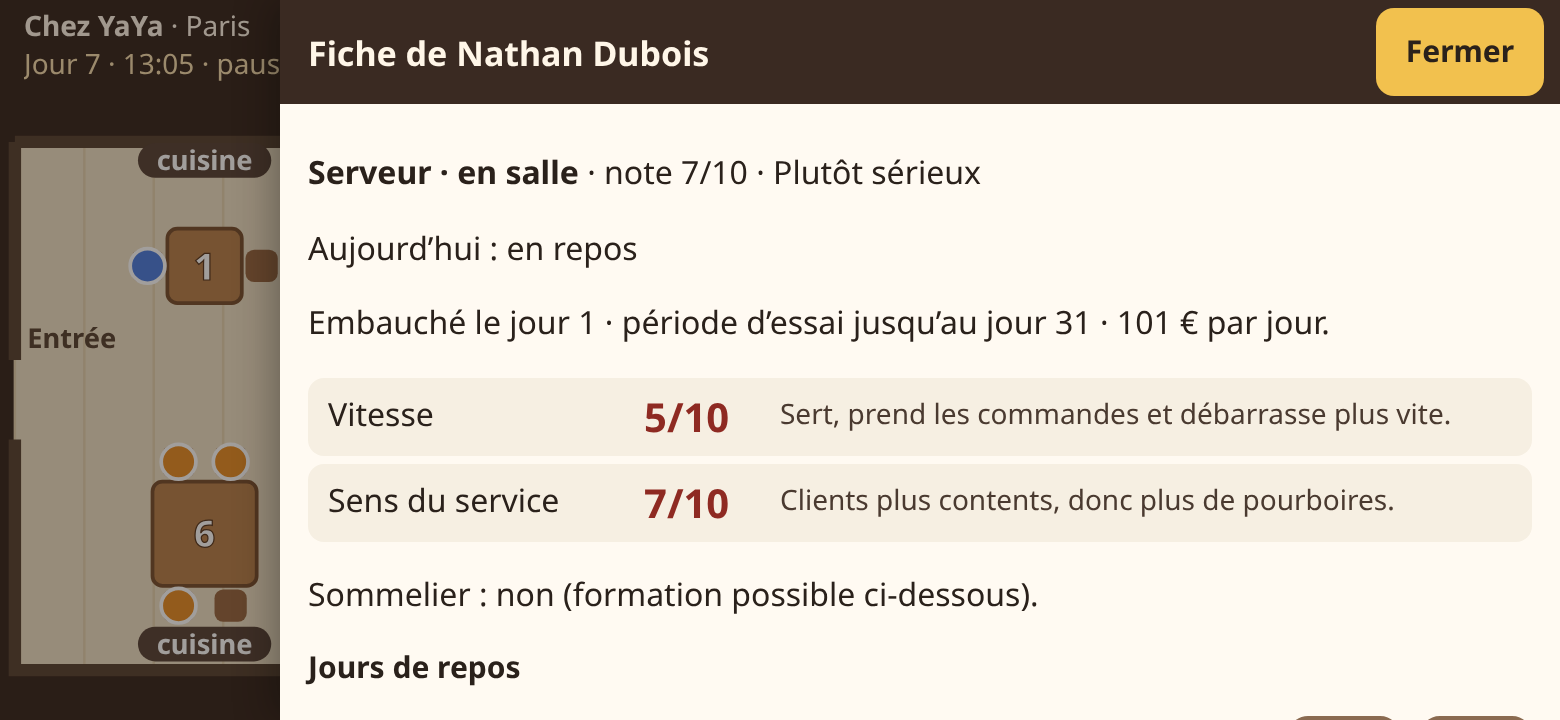 Chez YaYa · Paris
Jour 7 · 13:05 · paus
Fiche de Nathan Dubois
Fermer
cuisine
1
Entrée
6
cuisine
Serveur · en salle · note 7/10 · Plutôt sérieux
Aujourd’hui : en repos
Embauché le jour 1 · période d’essai jusqu’au jour 31 · 101 € par jour.
Vitesse 5/10 Sert, prend les commandes et débarrasse plus vite.
Sens du service 7/10 Clients plus contents, donc plus de pourboires.
Sommelier : non (formation possible ci-dessous).
Jours de repos